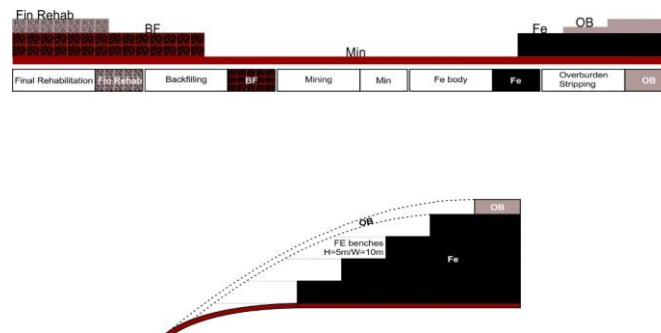 Fin Rehab
BF
Min
Fe
OB
Final Rehabilitation
Fin Rehab
Backfilling
BF
Mining
Min
Fe body
Fe
Overburden
Stripping
OB
OB
OB
FE benches
H=5m/W=10m
Fe